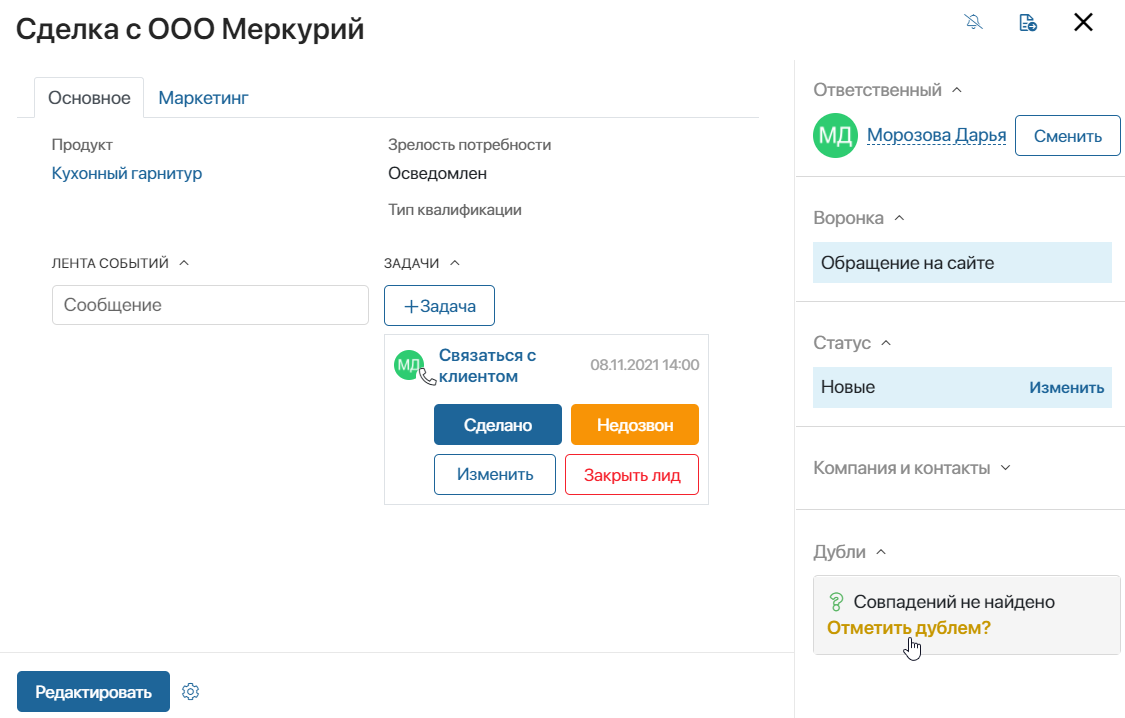 Сделка с ООО Меркурий
Основное
Маркетинг
Продукт
Кухонный гарнитур
Зрелость потребности
Осведомлен
Тип квалификации
ЛЕНТА СОБЫТИЙ
Сообщение
ЗАДАЧИ
+Задача
МД
Связаться с
клиентом
08.11.2021 14:00
Сделано
Недозвон
Изменить
Закрыть лид
Редактировать
Ответственный
МД
Морозова Дарья
Сменить
Воронка
Обращение на сайте
Статус
Новые
Изменить
Компания и контакты
Дубли
Совпадений не найдено
Отметить дублем?